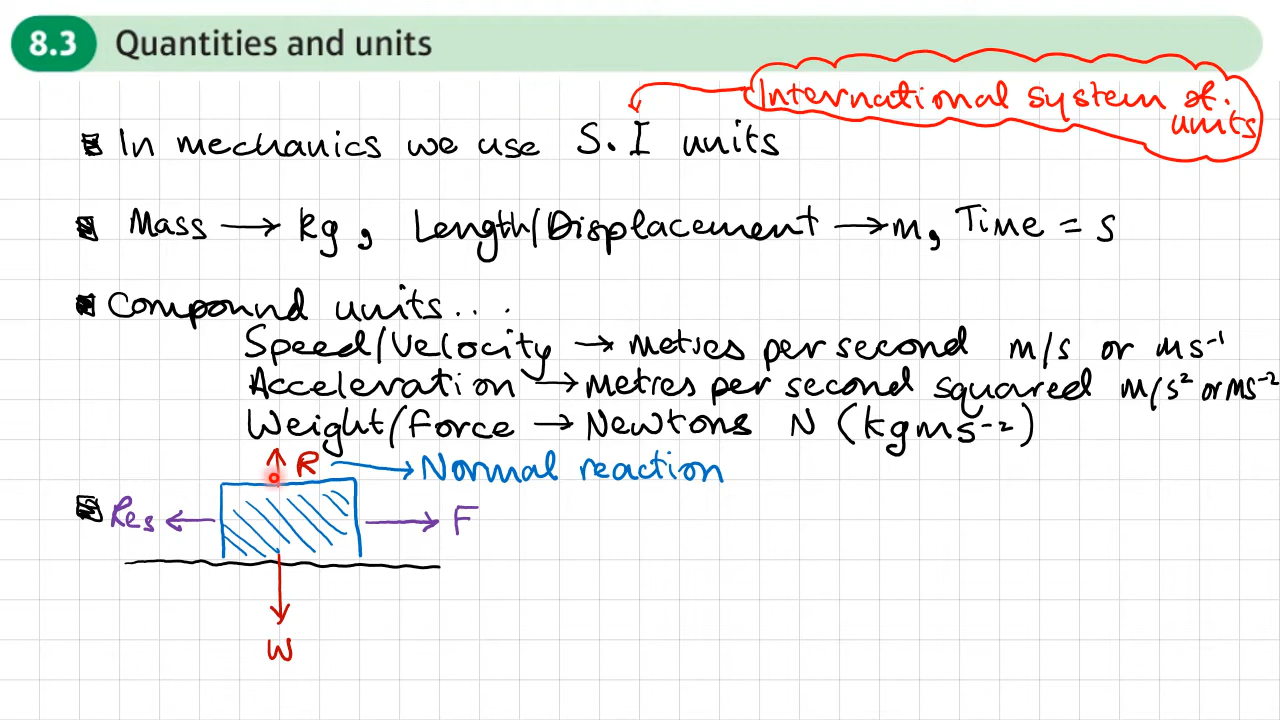 8.3 Quantities and units
International system of.
units
In mechanics we use S.I units
Mass → kg, Length/Displacement → m, Time = s
Compound units...
Speed/Velocity → Metres per second m/s or ms⁻¹
Acceleration → Metres per second squared m/s² or ms⁻²
Weight/Force → Newtons N (kgms⁻²)
R → Normal reaction
Res ← → F
W